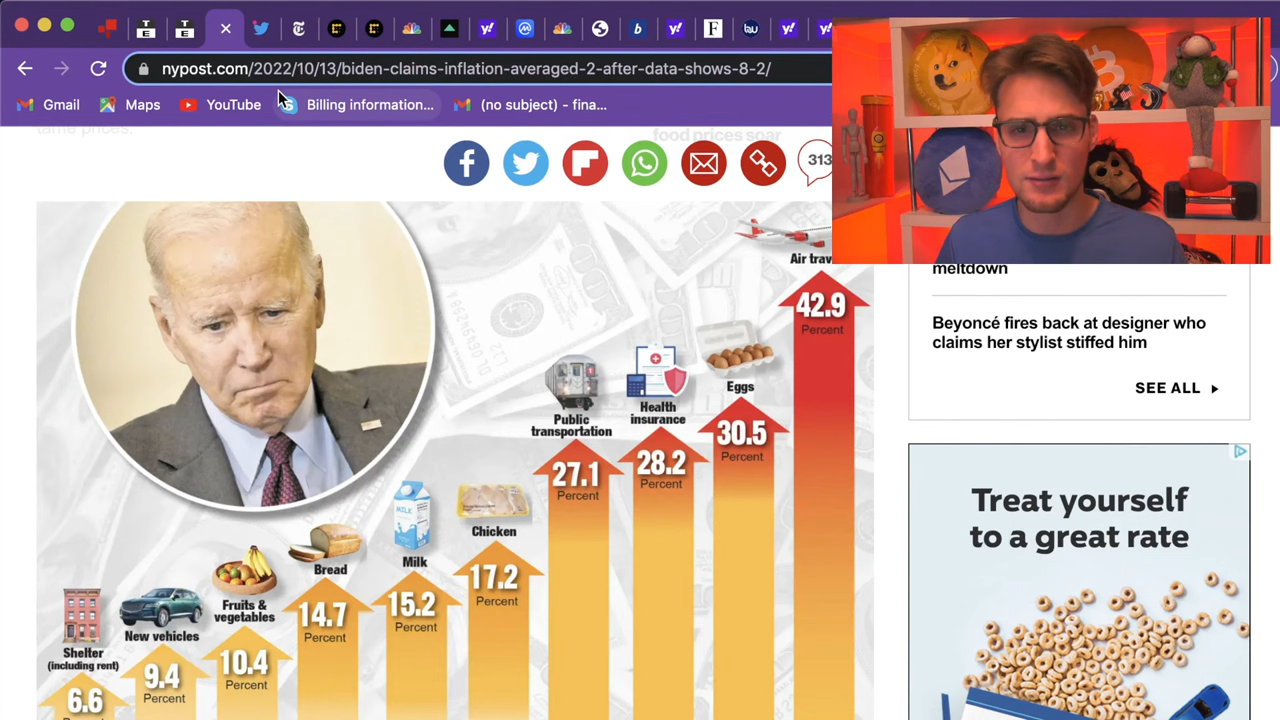 nypost.com/2022/10/13/biden-claims-inflation-averaged-2-after-data-shows-8-2/
Gmail
Maps
YouTube
Billing information...
(no subject) - fina...
food prices soar
313
meltdown
Beyoncé fires back at designer who
claims her stylist stiffed him
SEE ALL
Air trav
42.9
Percent
Eggs
30.5
Percent
Health
insurance
28.2
Percent
Public
transportation
27.1
Percent
Chicken
17.2
Percent
MILK
Milk
15.2
Percent
Bread
14.7
Percent
Fruits &
vegetables
10.4
Percent
New vehicles
9.4
Percent
Shelter
(including rent)
6.6
Treat yourself
to a great rate